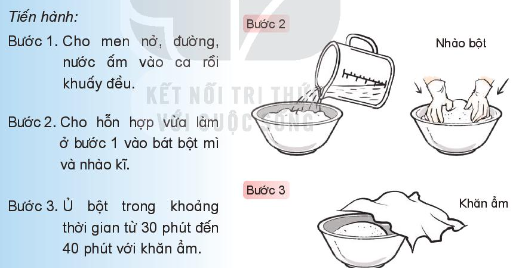 Tiến hành:
Bước 1. Cho men nở, đường,
nước ấm vào ca rồi
khuấy đều.
Bước 2. Cho hỗn hợp vừa làm
ở bước 1 vào bát bột mì
và nhào kĩ.
Bước 3. Ủ bột trong khoảng
thời gian từ 30 phút đến
40 phút với khăn ẩm.
Bước 2
Nhào bột
Bước 3
Khăn ẩm
KẾT NỐI TRI THỨC
VỚI CUỘC SỐNG